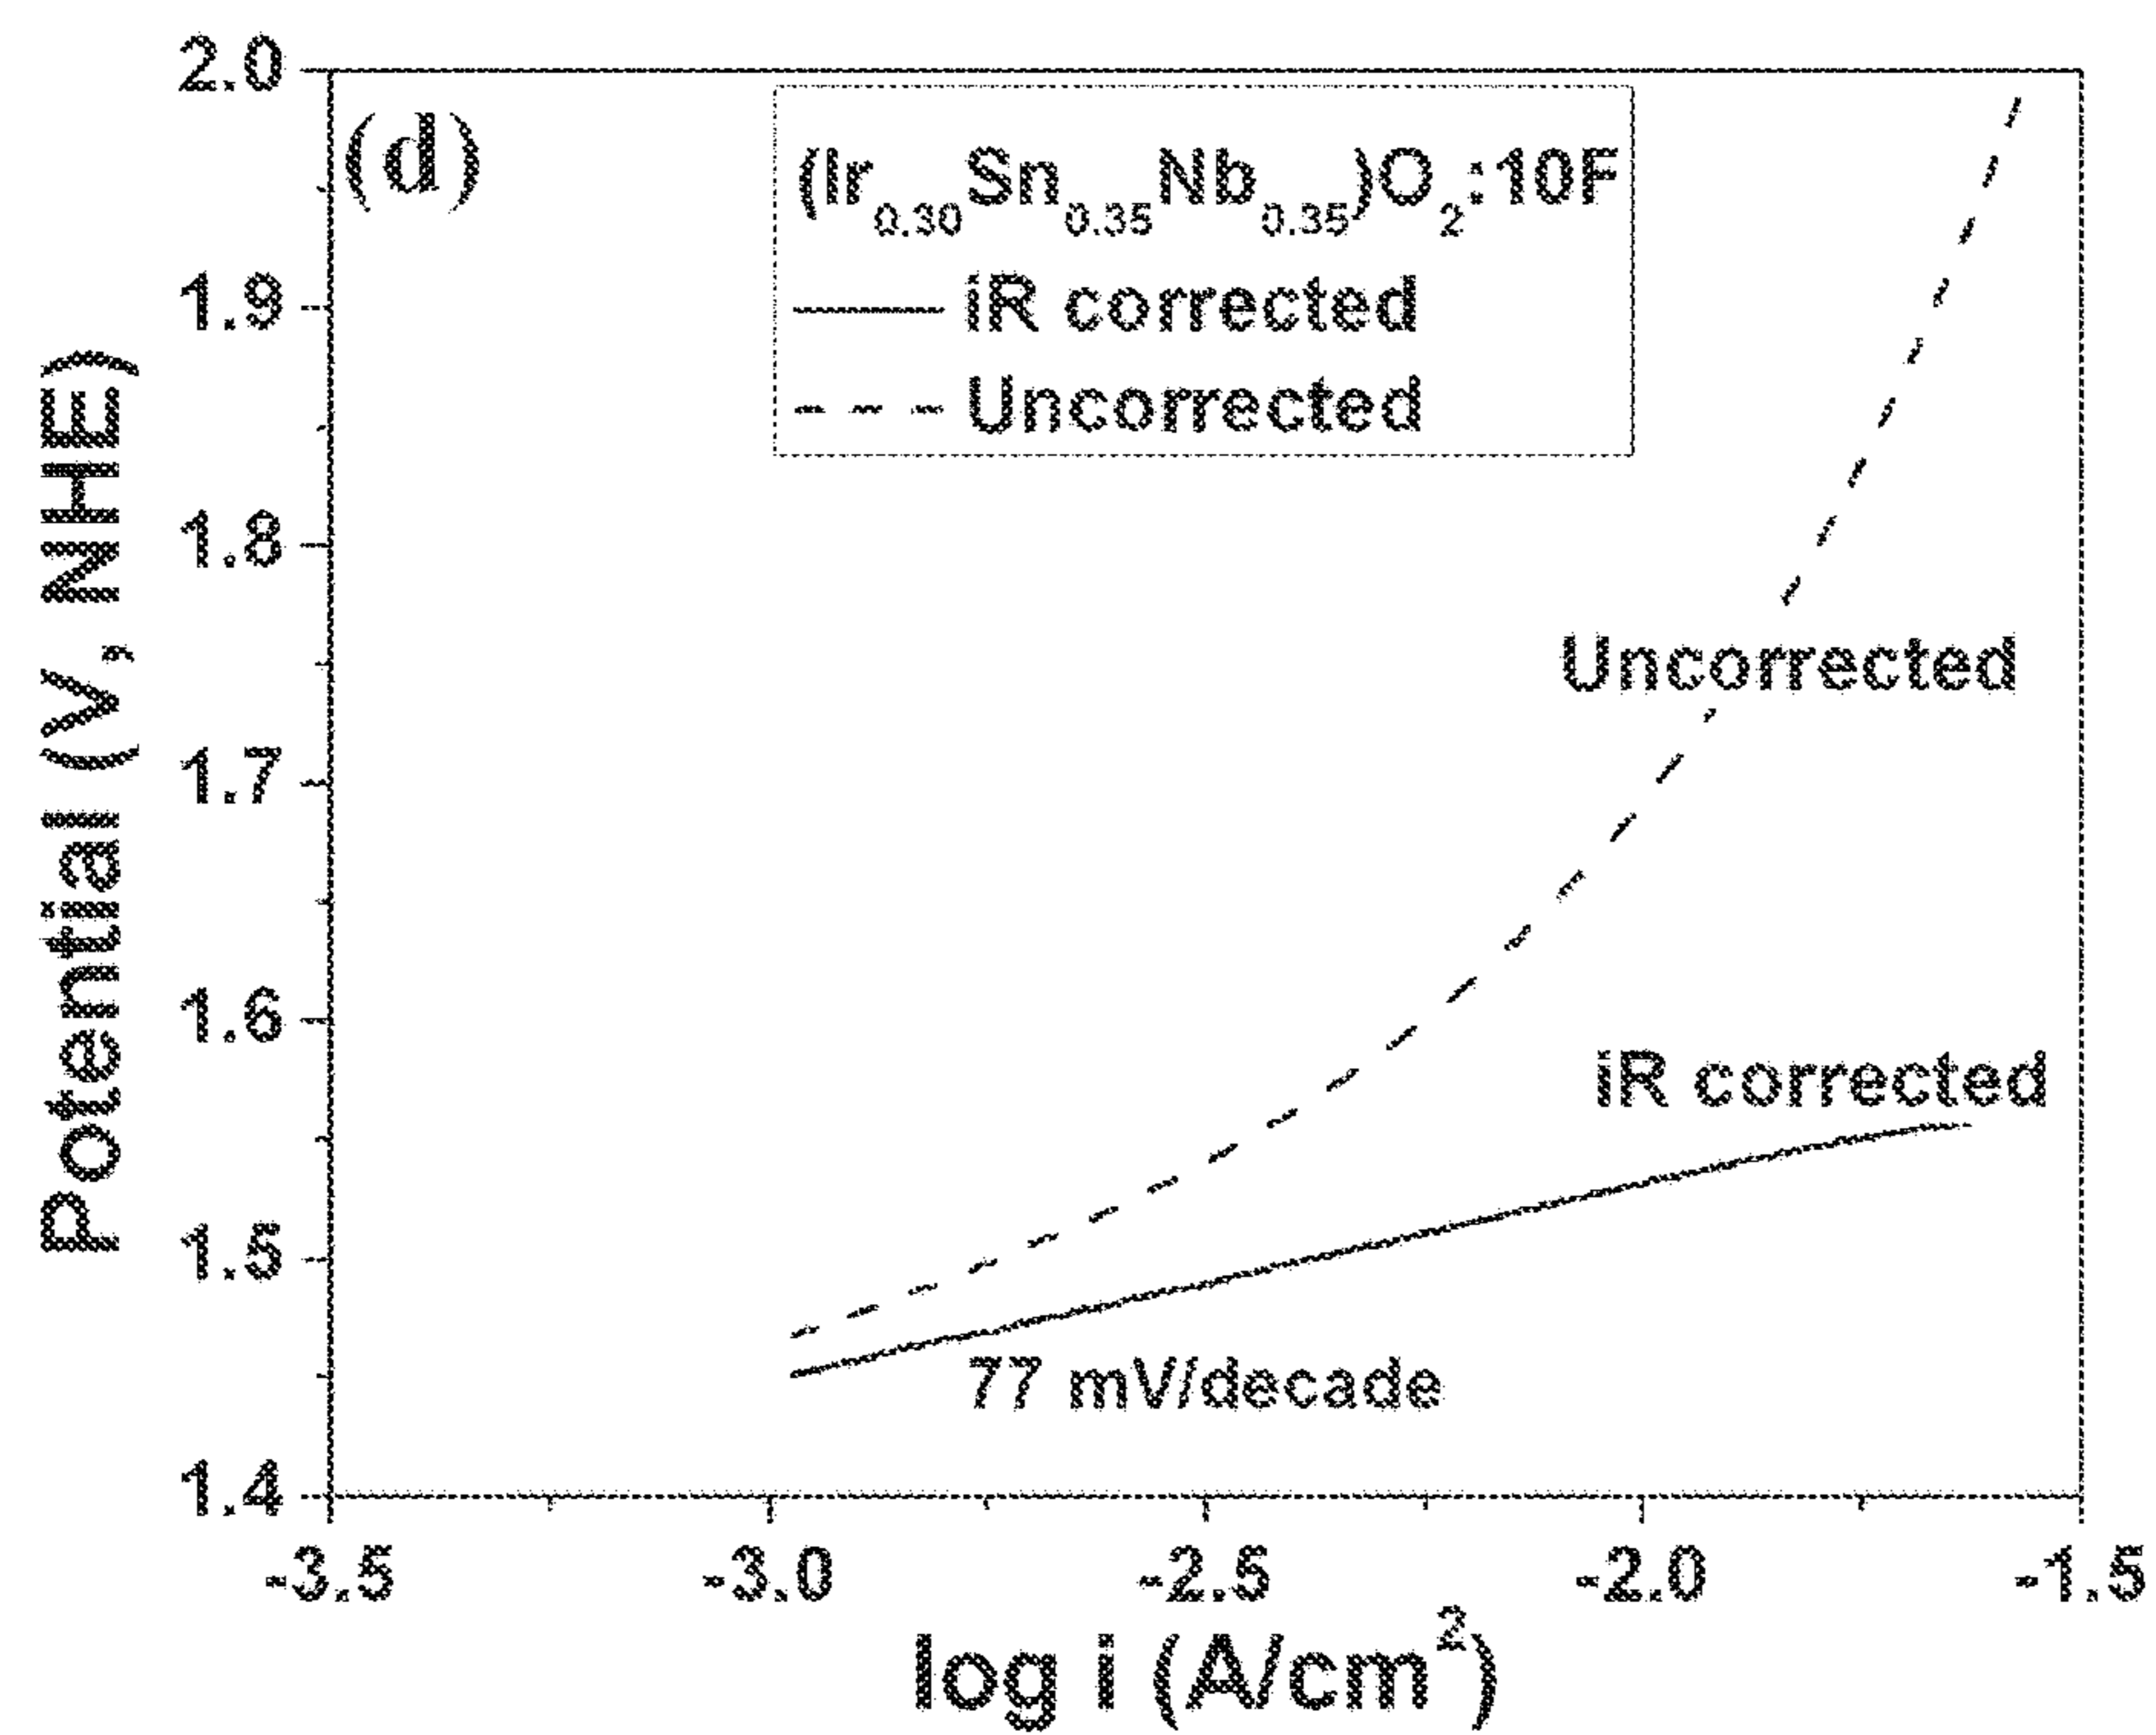 2.0
(d)
(Ir0.30Sn0.35Nb0.35)O2:10F
iR corrected
Uncorrected
1.9
1.8
1.7
1.6
1.5
1.4
Potential (V, NHE)
Uncorrected
iR corrected
77 mV/decade
-3.5 -3.0 -2.5 -2.0 -1.5
log i (A/cm²)